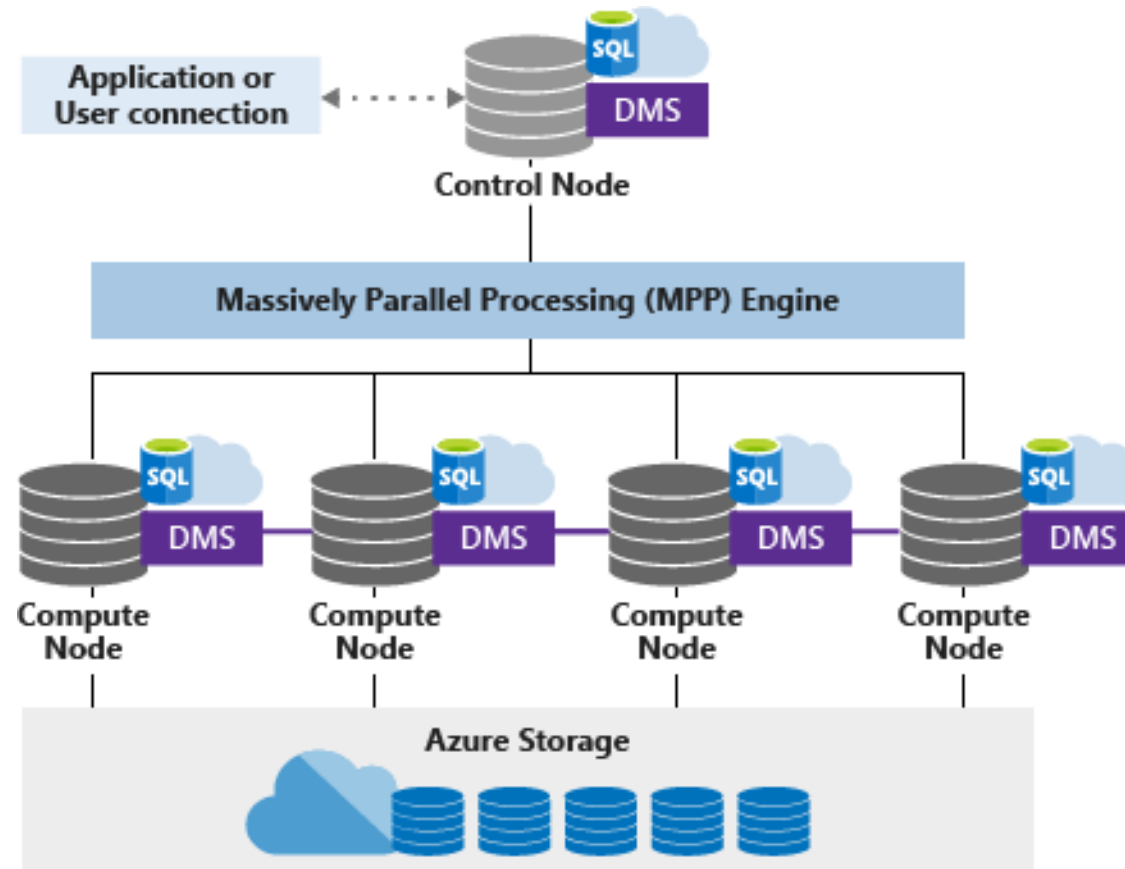 Application or
User connection
SQL
DMS
Control Node
Massively Parallel Processing (MPP) Engine
SQL
DMS
SQL
DMS
SQL
DMS
SQL
DMS
Compute
Node
Compute
Node
Compute
Node
Compute
Node
Azure Storage